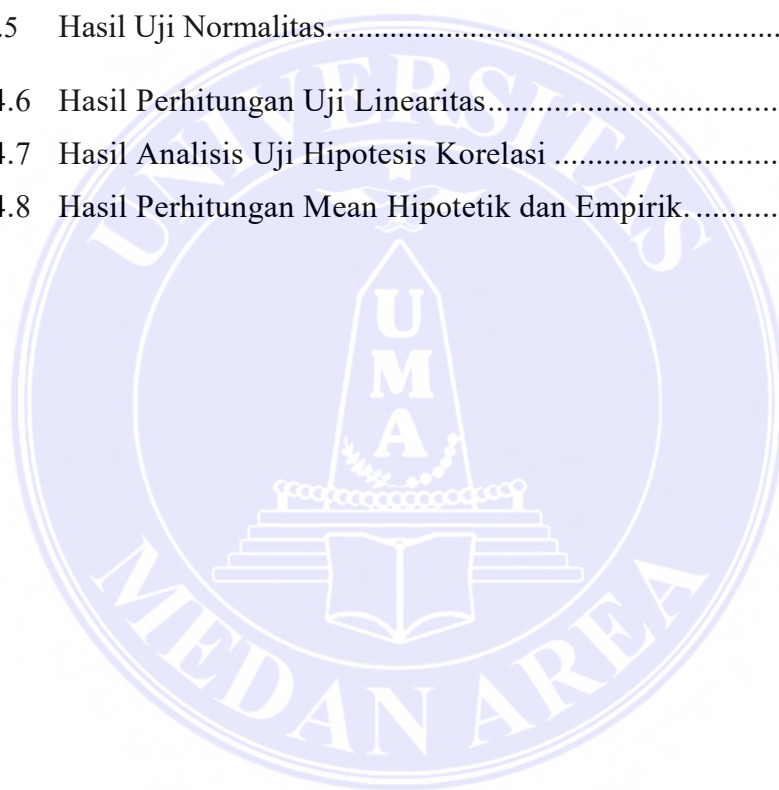 .5 Hasil Uji Normalitas..........................................................
4.6 Hasil Perhitungan Uji Linearitas.....................................
4.7 Hasil Analisis Uji Hipotesis Korelasi .............................
4.8 Hasil Perhitungan Mean Hipotetik dan Empirik. ...........
UNIVERSITAS
U
M
A
MEDAN AREA